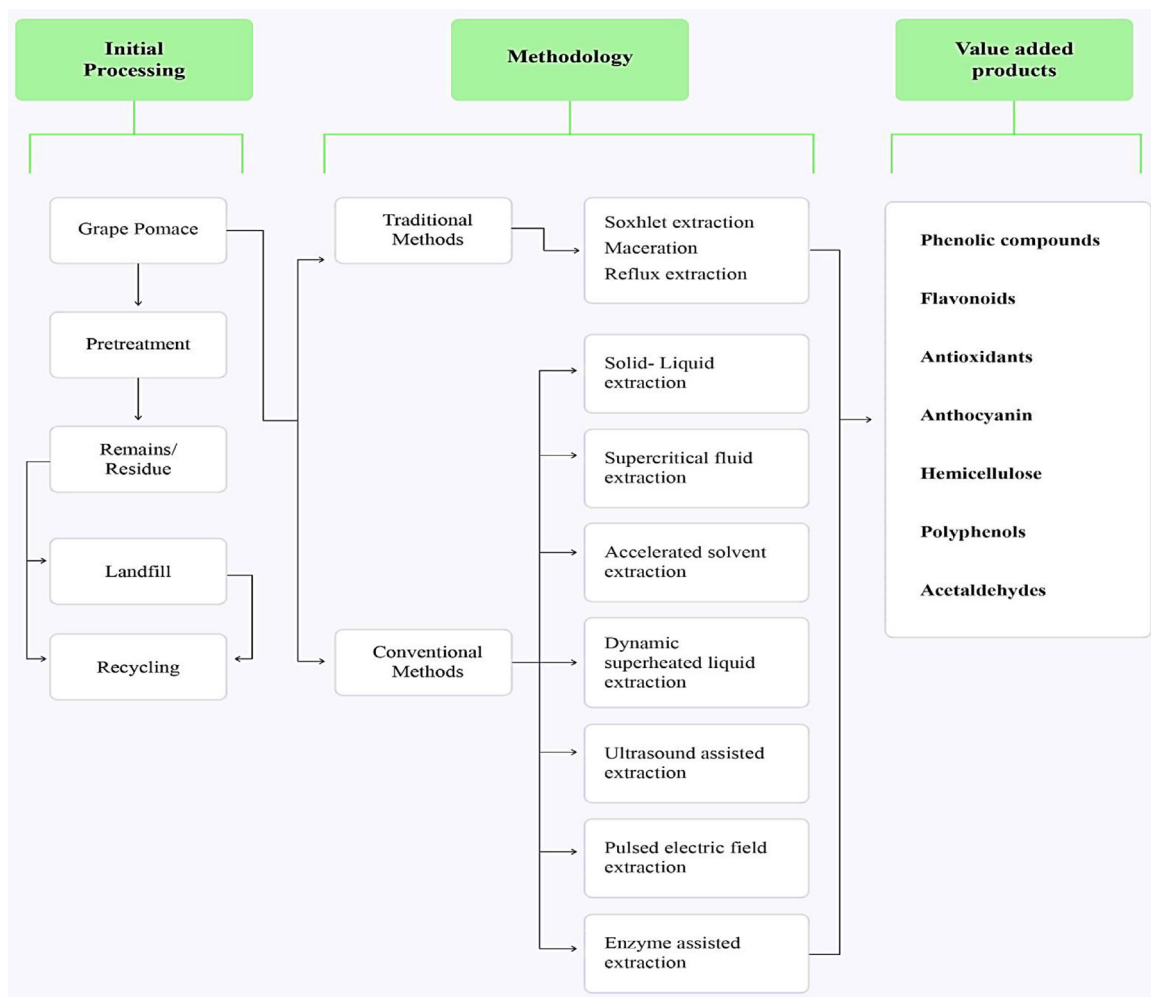 Initial
Processing
Methodology
Value added
products
Grape Pomace
Pretreatment
Remains/
Residue
Landfill
Recycling
Traditional
Methods
Conventional
Methods
Soxhlet extraction
Maceration
Reflux extraction
Solid- Liquid
extraction
Supercritical fluid
extraction
Accelerated solvent
extraction
Dynamic
superheated liquid
extraction
Ultrasound assisted
extraction
Pulsed electric field
extraction
Enzyme assisted
extraction
Phenolic compounds
Flavonoids
Antioxidants
Anthocyanin
Hemicellulose
Polyphenols
Acetaldehydes